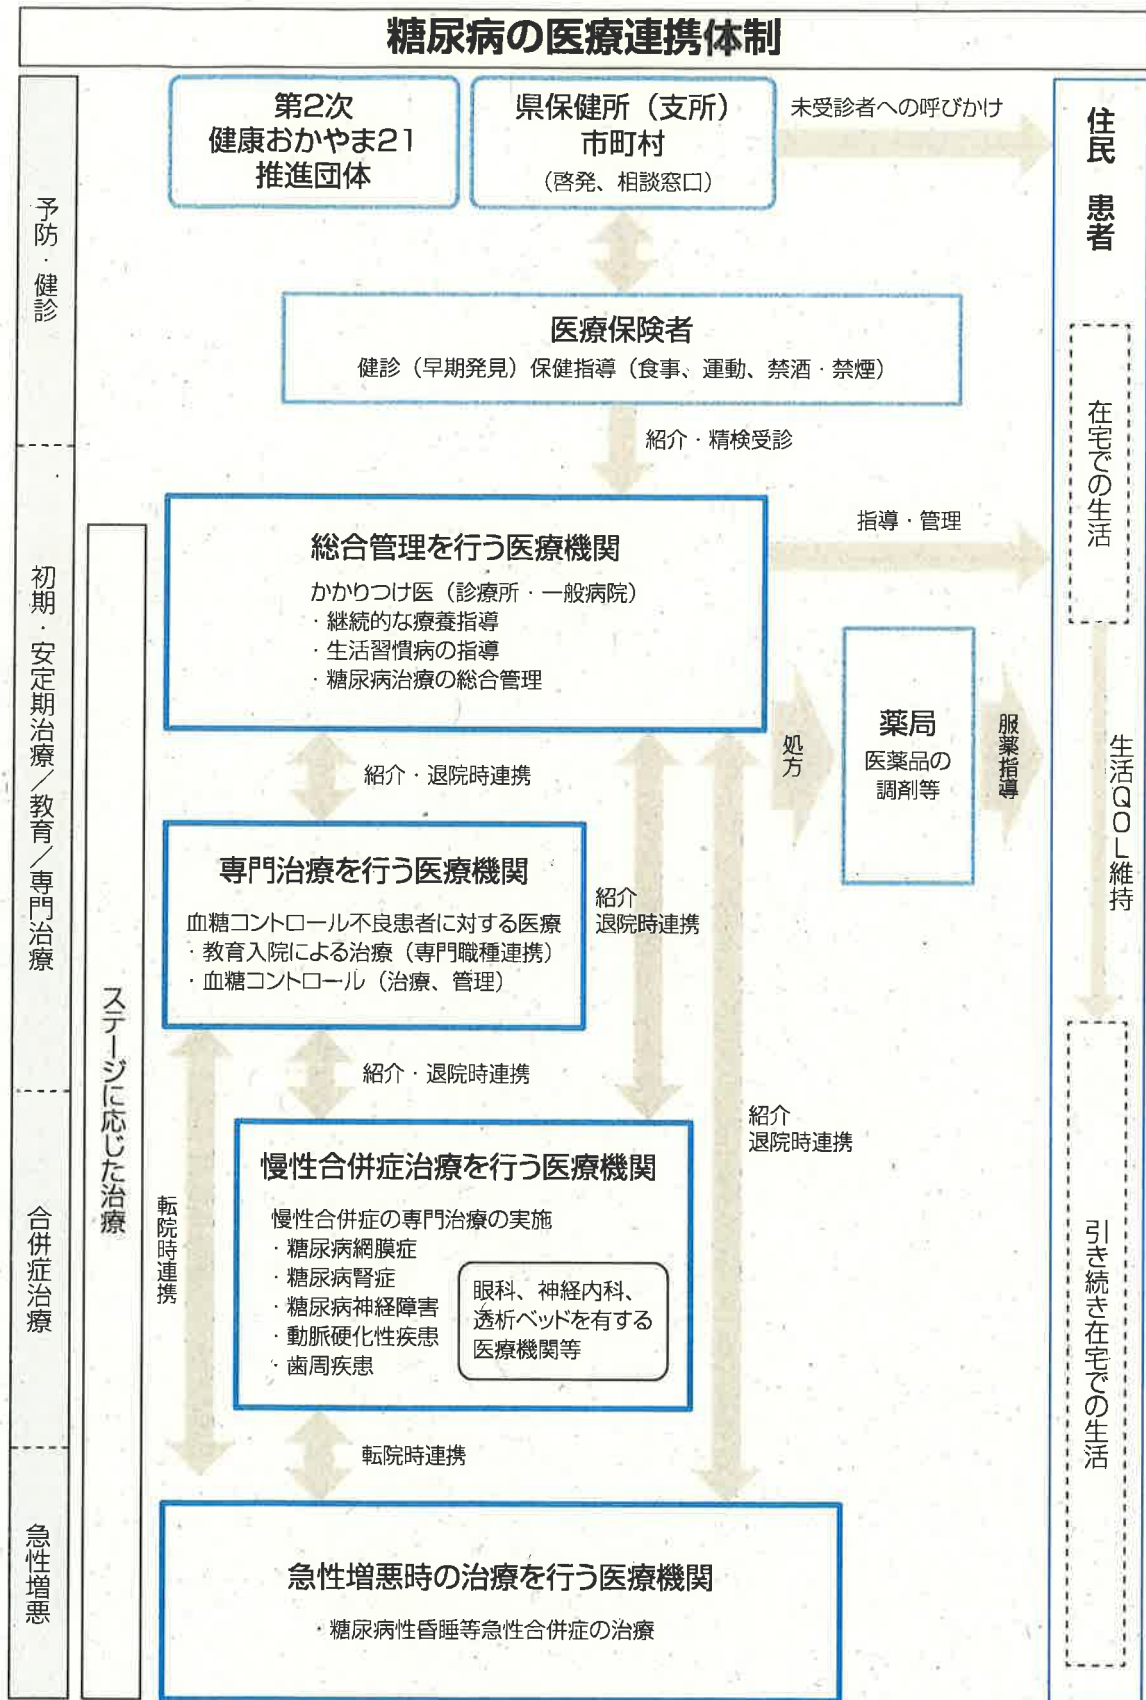 糖尿病の医療連携体制
予防・健診
初期・安定期治療／教育／専門治療
合併症治療
急性増悪
ステージに応じた治療
第2次
健康おかやま21
推進団体
県保健所（支所）
市町村
（啓発、相談窓口）
未受診者への呼びかけ
住民 患者
医療保険者
健診（早期発見）保健指導（食事、運動、禁酒・禁煙）
紹介・精検受診
在宅での生活
総合管理を行う医療機関
かかりつけ医（診療所・一般病院）
・継続的な療養指導
・生活習慣病の指導
・糖尿病治療の総合管理
指導・管理
処方
薬局
医薬品の
調剤等
服薬指導
生活QOL維持
紹介・退院時連携
専門治療を行う医療機関
血糖コントロール不良患者に対する医療
・教育入院による治療（専門職種連携）
・血糖コントロール（治療、管理）
紹介
退院時連携
紹介・退院時連携
紹介
退院時連携
転院時連携
慢性合併症治療を行う医療機関
慢性合併症の専門治療の実施
・糖尿病網膜症
・糖尿病腎症
・糖尿病神経障害
・動脈硬化性疾患
・歯周疾患
眼科、神経内科、
透析ベッドを有する
医療機関等
引き続き在宅での生活
転院時連携
急性増悪時の治療を行う医療機関
・糖尿病性昏睡等急性合併症の治療